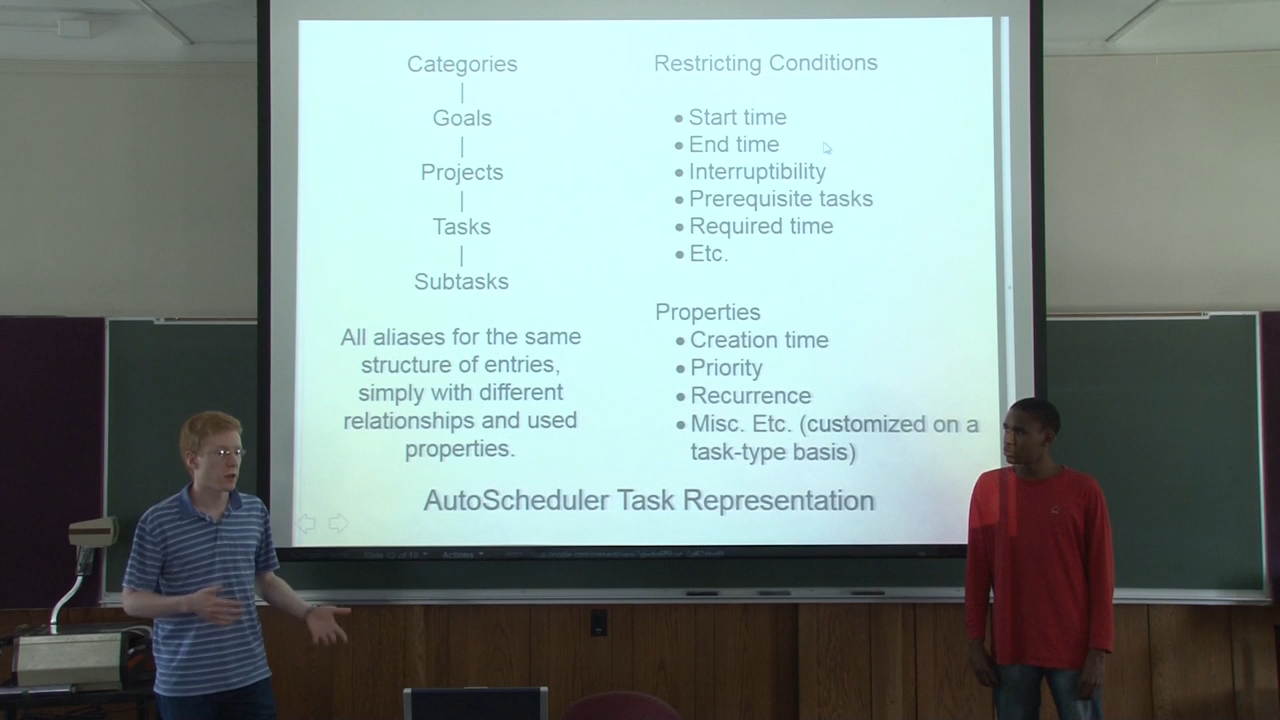 Categories
|
Goals
|
Projects
|
Tasks
|
Subtasks
All aliases for the same
structure of entries,
simply with different
relationships and used
properties.
Restricting Conditions
• Start time
• End time
• Interruptibility
• Prerequisite tasks
• Required time
• Etc.
Properties
• Creation time
• Priority
• Recurrence
• Misc. Etc. (customized on a
task-type basis)
AutoScheduler Task Representation
Actions